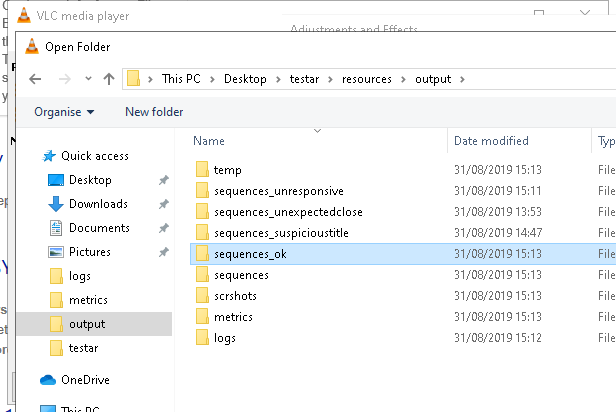 VLC media player
Adjustments and Effects
Open Folder
This PC > Desktop > testar > resources > output >
Organise New folder
Name Date modified Typ
Quick access
Desktop
Downloads
Documents
Pictures
logs
metrics
output
testar
OneDrive
This PC
temp 31/08/2019 15:13 File
sequences_unresponsive 31/08/2019 15:11 File
sequences_unexpectedclose 31/08/2019 13:53 File
sequences_suspicioustitle 31/08/2019 14:47 File
sequences_ok 31/08/2019 15:13 File
sequences 31/08/2019 15:13 File
scrshots 31/08/2019 15:13 File
metrics 31/08/2019 15:13 File
logs 31/08/2019 15:12 File